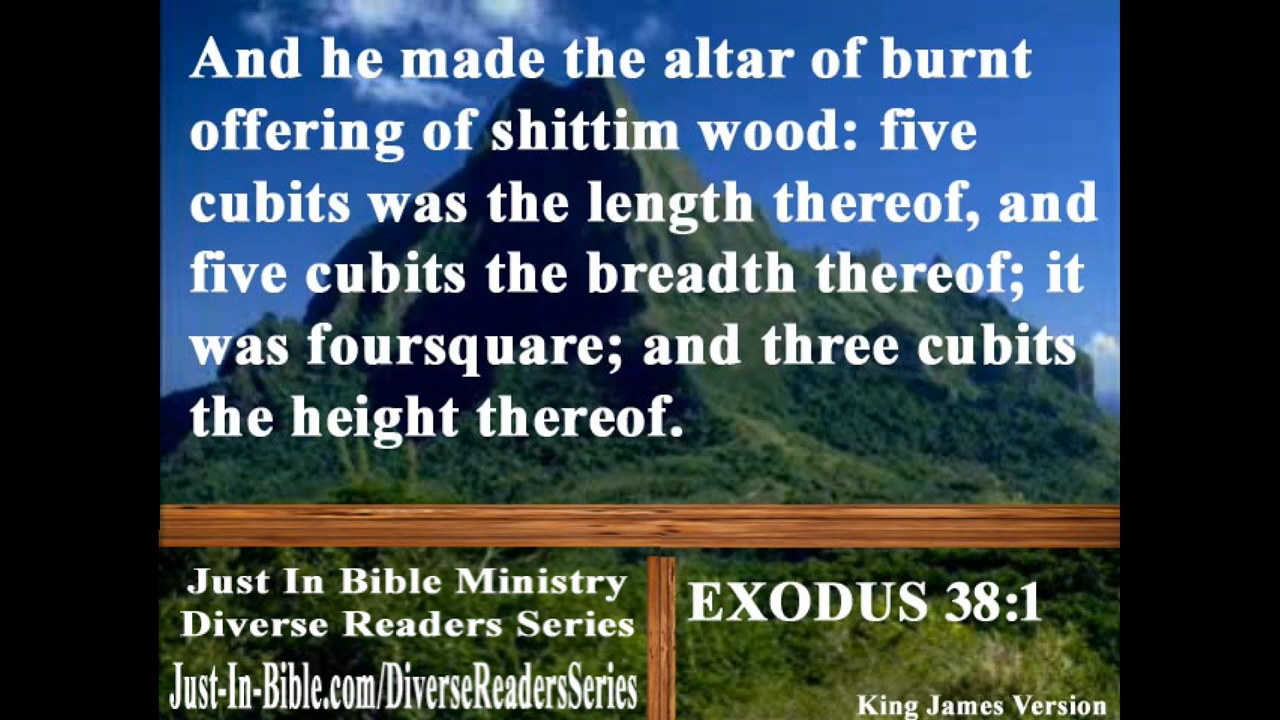 And he made the altar of burnt
offering of shittim wood: five
cubits was the length thereof, and
five cubits the breadth thereof; it
was foursquare; and three cubits
the height thereof.
Just In Bible Ministry
Diverse Readers Series
Just-In-Bible.com/DiverseReadersSeries
EXODUS 38:1
King James Version